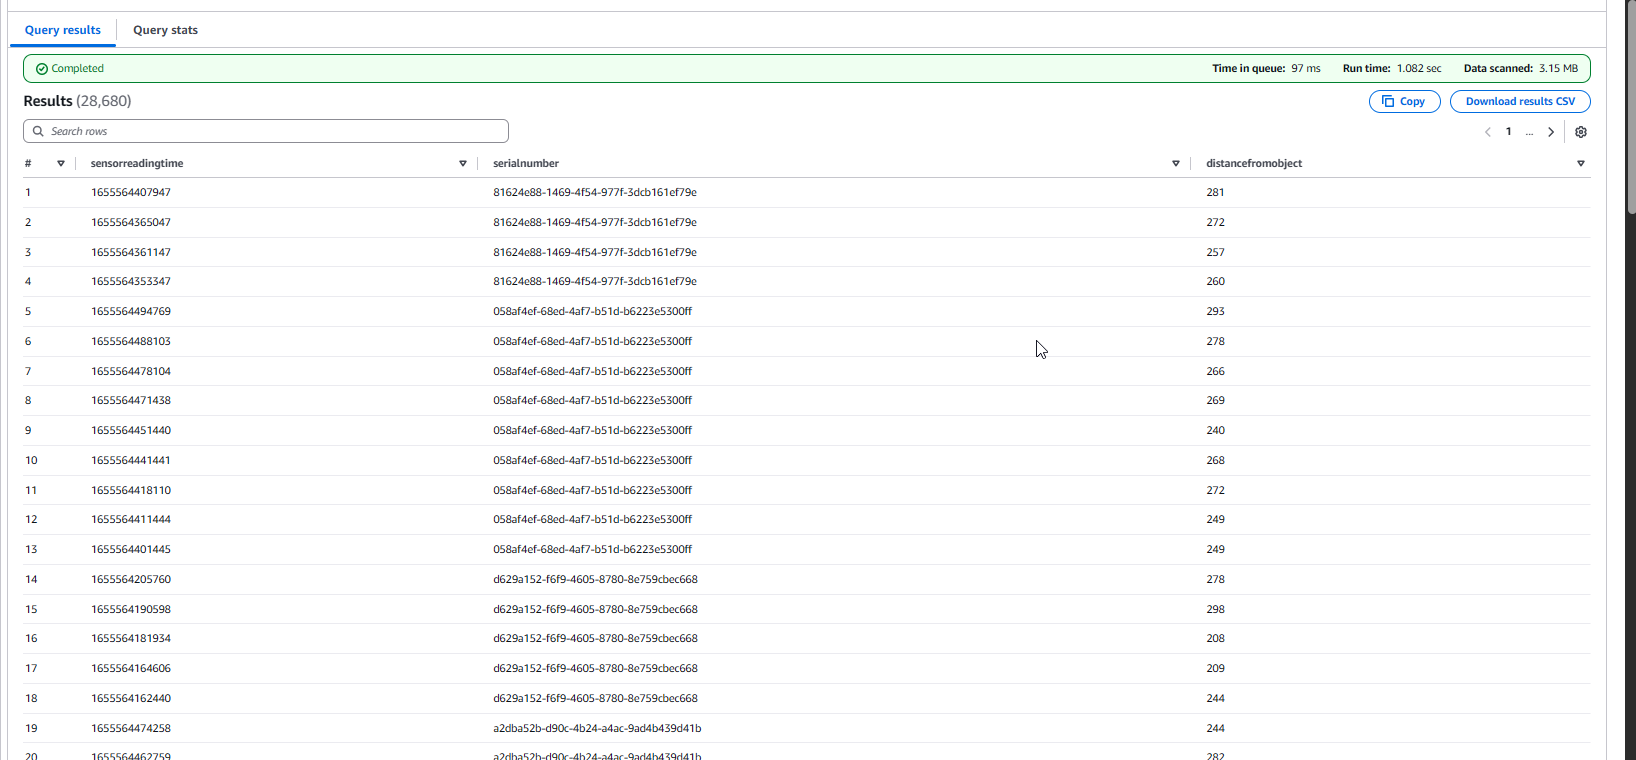 Query results Query stats
Completed Time in queue: 97 ms Run time: 1.082 sec Data scanned: 3.15 MB
Results (28,680) Copy Download results CSV
Search rows 1 ...
# sensorreadingtime serialnumber distancefromobject
1 1655564407947 81624e88-1469-4f54-977f-3dcb161ef79e 281
2 1655564365047 81624e88-1469-4f54-977f-3dcb161ef79e 272
3 1655564361147 81624e88-1469-4f54-977f-3dcb161ef79e 257
4 1655564353347 81624e88-1469-4f54-977f-3dcb161ef79e 260
5 1655564494769 058af4ef-68ed-4af7-b51d-b6223e5300ff 293
6 1655564488103 058af4ef-68ed-4af7-b51d-b6223e5300ff 278
7 1655564478104 058af4ef-68ed-4af7-b51d-b6223e5300ff 266
8 1655564471438 058af4ef-68ed-4af7-b51d-b6223e5300ff 269
9 1655564451440 058af4ef-68ed-4af7-b51d-b6223e5300ff 240
10 1655564441441 058af4ef-68ed-4af7-b51d-b6223e5300ff 268
11 1655564418110 058af4ef-68ed-4af7-b51d-b6223e5300ff 272
12 1655564411444 058af4ef-68ed-4af7-b51d-b6223e5300ff 249
13 1655564401445 058af4ef-68ed-4af7-b51d-b6223e5300ff 249
14 1655564205760 d629a152-f6f9-4605-8780-8e759cbec668 278
15 1655564190598 d629a152-f6f9-4605-8780-8e759cbec668 298
16 1655564181934 d629a152-f6f9-4605-8780-8e759cbec668 208
17 1655564164606 d629a152-f6f9-4605-8780-8e759cbec668 209
18 1655564162440 d629a152-f6f9-4605-8780-8e759cbec668 244
19 1655564474258 a2dba52b-d90c-4b24-a4ac-9ad4b439d41b 244
20 1655564462759 a2dba52b-d90c-4b24-a4ac-9ad4b439d41b 282